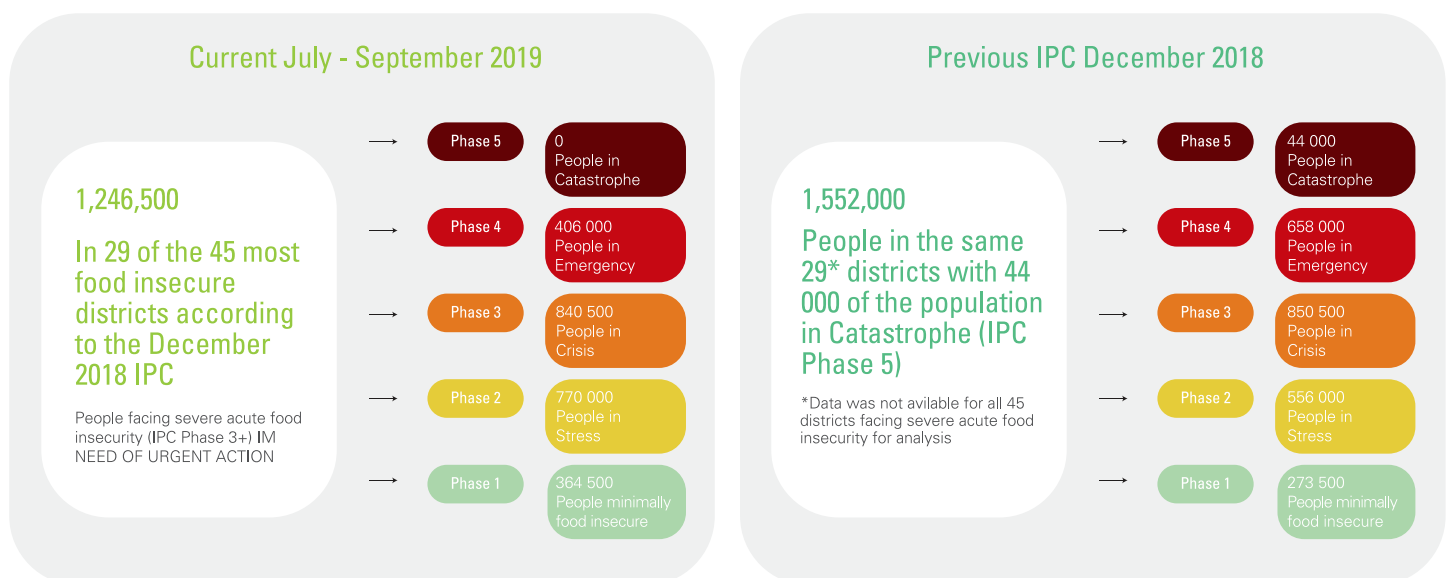 Current July - September 2019
1,246,500
In 29 of the 45 most
food insecure
districts according
to the December
2018 IPC
People facing severe acute food
insecurity (IPC Phase 3+) IM
NEED OF URGENT ACTION
Phase 5
0
People in
Catastrophe
Phase 4
406 000
People in
Emergency
Phase 3
840 500
People in
Crisis
Phase 2
770 000
People in
Stress
Phase 1
364 500
People minimally
food insecure
Previous IPC December 2018
1,552,000
People in the same
29* districts with 44
000 of the population
in Catastrophe (IPC
Phase 5)
*Data was not avilable for all 45
districts facing severe acute food
insecurity for analysis
Phase 5
44 000
People in
Catastrophe
Phase 4
658 000
People in
Emergency
Phase 3
850 500
People in
Crisis
Phase 2
556 000
People in
Stress
Phase 1
273 500
People minimally
food insecure